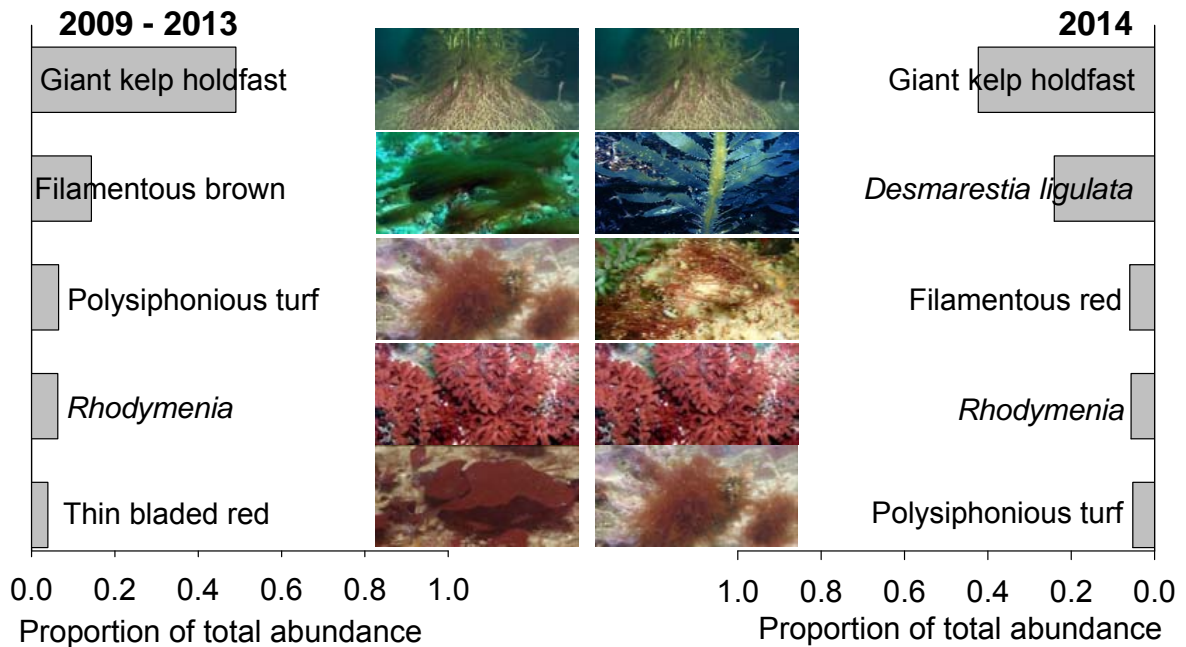 2009 - 2013
Giant kelp holdfast
Filamentous brown
Polysiphonious turf
Rhodymenia
Thin bladed red
0.0 0.2 0.4 0.6 0.8 1.0
Proportion of total abundance
2014
Giant kelp holdfast
Desmarestia ligulata
Filamentous red
Rhodymenia
Polysiphonious turf
1.0 0.8 0.6 0.4 0.2 0.0
Proportion of total abundance